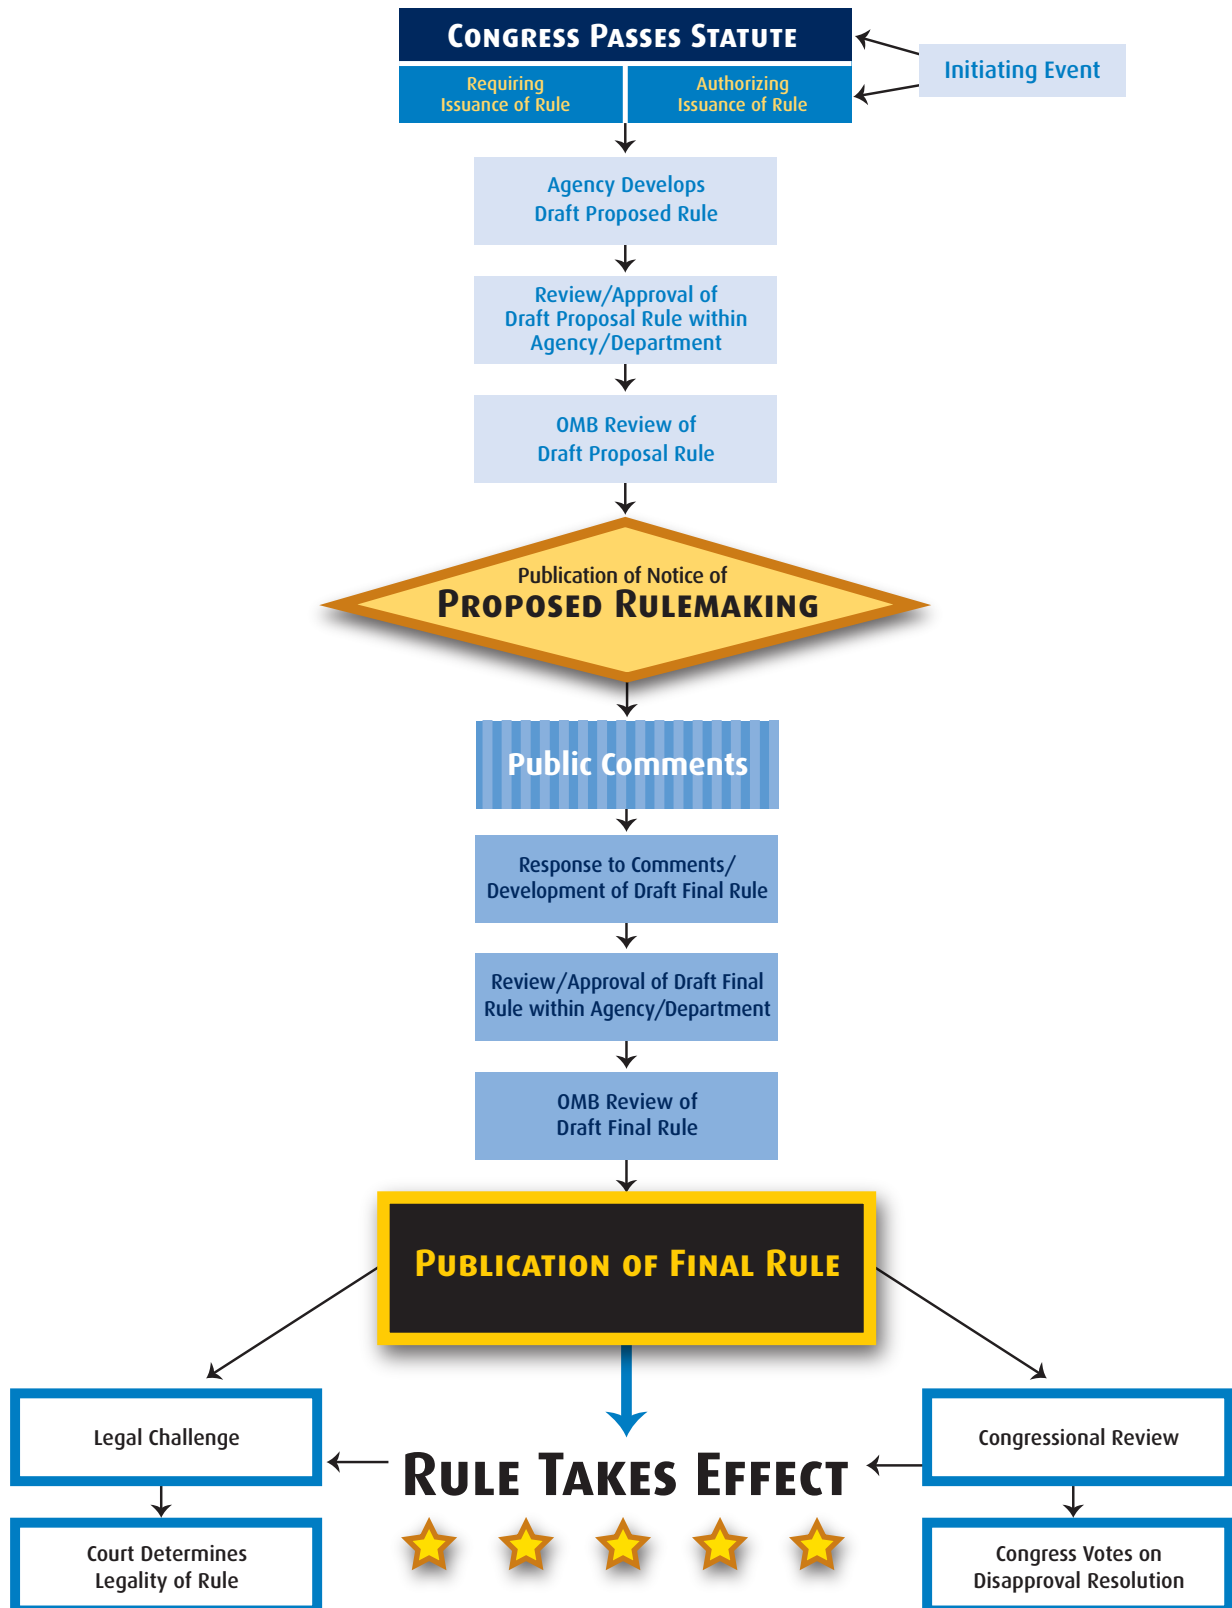 CONGRESS PASSES STATUTE
Initiating Event
Requiring
Issuance of Rule
Authorizing
Issuance of Rule
Agency Develops
Draft Proposed Rule
Review/Approval of
Draft Proposal Rule within
Agency/Department
OMB Review of
Draft Proposal Rule
Publication of Notice of
PROPOSED RULEMAKING
Public Comments
Response to Comments/
Development of Draft Final Rule
Review/Approval of Draft Final
Rule within Agency/Department
OMB Review of
Draft Final Rule
PUBLICATION OF FINAL RULE
Legal Challenge
RULE TAKES EFFECT
Congressional Review
Court Determines
Legality of Rule
Congress Votes on
Disapproval Resolution